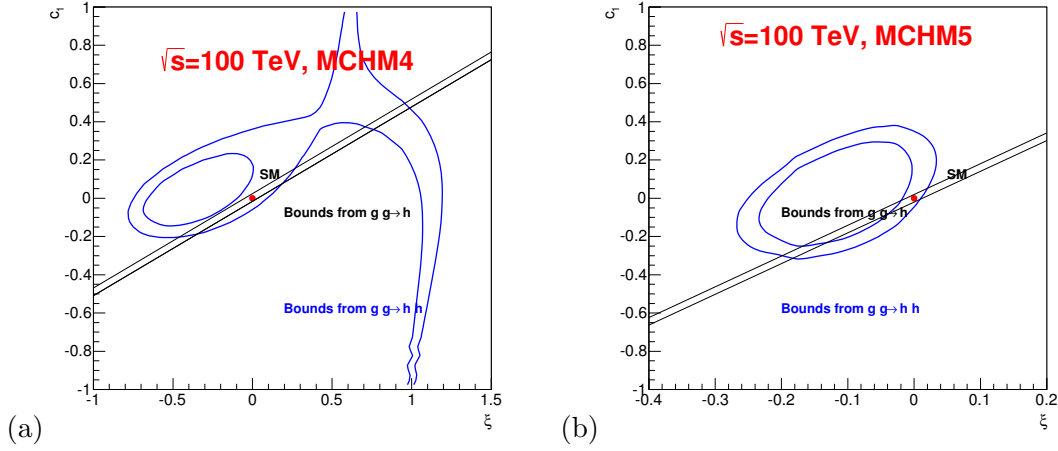 c₁
√s=100 TeV, MCHM4
1
0.8
0.6
0.4
0.2
0
-0.2
-0.4
-0.6
-0.8
-1
SM
Bounds from g g→h
Bounds from g g→h h
-1 -0.5 0 0.5 1 1.5
ξ
(a)
c₁
√s=100 TeV, MCHM5
1
0.8
0.6
0.4
0.2
0
-0.2
-0.4
-0.6
-0.8
-1
SM
Bounds from g g→h
Bounds from g g→h h
-0.4 -0.3 -0.2 -0.1 0 0.1 0.2
ξ
(b)